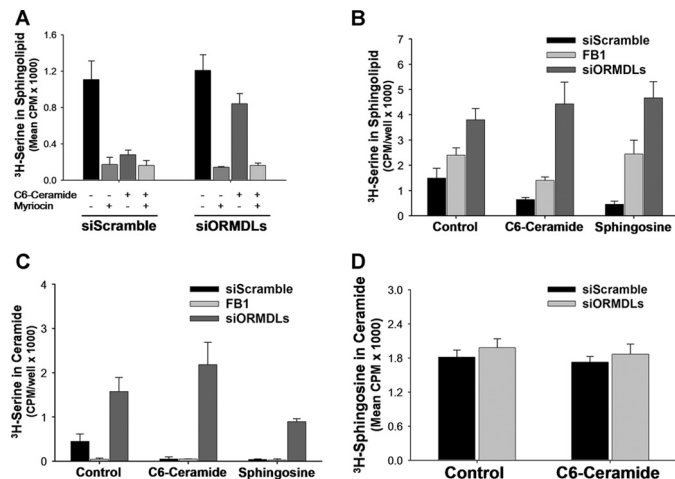 A
³H-Serine in Sphingolipid
(Mean CPM x 1000)
1.6
1.2
0.8
0.4
0.0
C6-Ceramide - - + + - - + +
Myriocin - + - + - + - +
siScramble siORMDLs
B
³H-Serine in Sphingolipid
(CPM/well x 1000)
7
6
5
4
3
2
1
0
siScramble
FB1
siORMDLs
Control C6-Ceramide Sphingosine
C
³H-Serine in Ceramide
(CPM/well x 1000)
4
3
2
1
0
siScramble
FB1
siORMDLs
Control C6-Ceramide Sphingosine
D
³H-Sphingosine in Ceramide
(Mean CPM x 1000)
3.0
2.4
1.8
1.2
0.6
0.0
siScramble
siORMDLs
Control C6-Ceramide